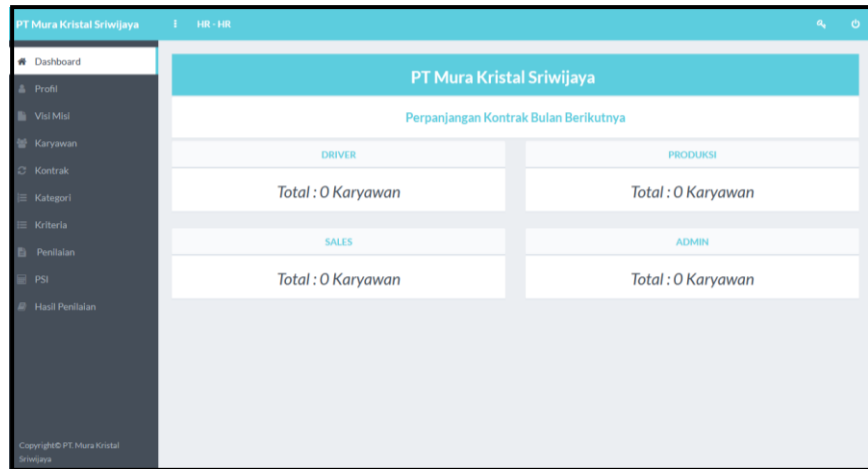 PT Mura Kristal Sriwijaya
HR - HR
Dashboard
Profil
Visi Misi
Karyawan
Kontrak
Kategori
Kriteria
Penilaian
PSI
Hasil Penilaian
Copyright© PT. Mura Kristal
Sriwijaya
PT Mura Kristal Sriwijaya
Perpanjangan Kontrak Bulan Berikutnya
DRIVER
Total : 0 Karyawan
PRODUKSI
Total : 0 Karyawan
SALES
Total : 0 Karyawan
ADMIN
Total : 0 Karyawan